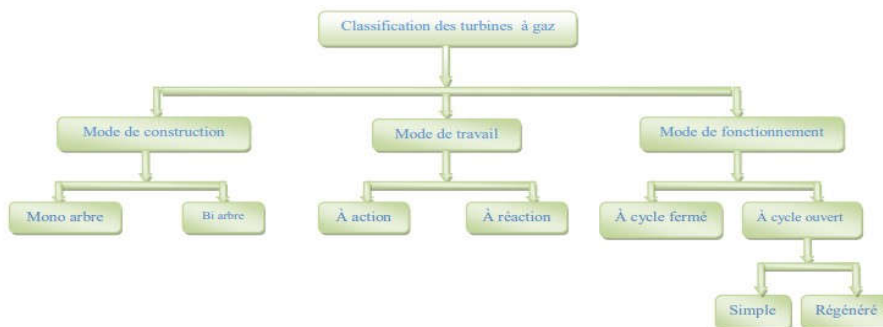 Classification des turbines à gaz
Mode de construction
Mode de travail
Mode de fonctionnement
Mono arbre
Bi arbre
À action
À réaction
À cycle fermé
À cycle ouvert
Simple
Régénéré